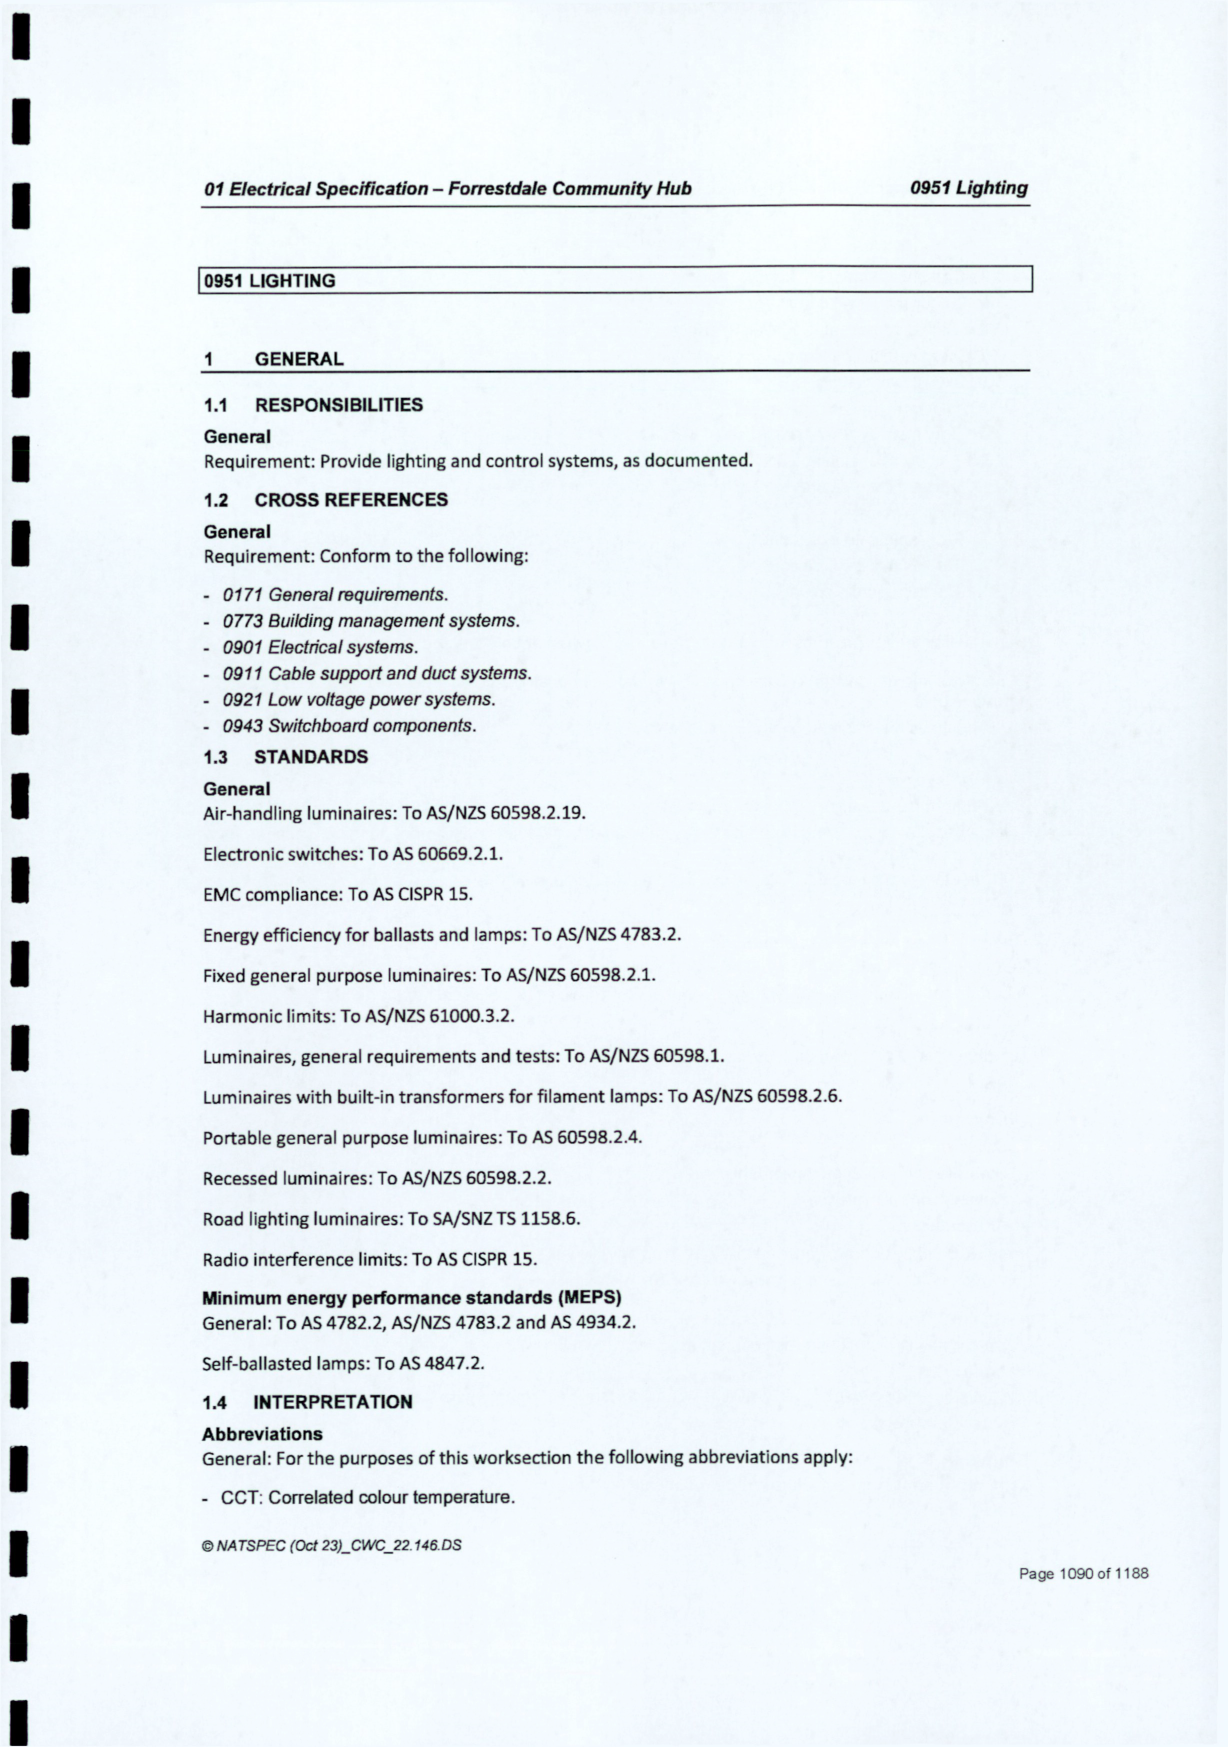 01 Electrical Specification – Forrestdale Community Hub 0951 Lighting
0951 LIGHTING
1 GENERAL
1.1 RESPONSIBILITIES
General
Requirement: Provide lighting and control systems, as documented.
1.2 CROSS REFERENCES
General
Requirement: Conform to the following:
- 0171 General requirements.
- 0773 Building management systems.
- 0901 Electrical systems.
- 0911 Cable support and duct systems.
- 0921 Low voltage power systems.
- 0943 Switchboard components.
1.3 STANDARDS
General
Air-handling luminaires: To AS/NZS 60598.2.19.
Electronic switches: To AS 60669.2.1.
EMC compliance: To AS CISPR 15.
Energy efficiency for ballasts and lamps: To AS/NZS 4783.2.
Fixed general purpose luminaires: To AS/NZS 60598.2.1.
Harmonic limits: To AS/NZS 61000.3.2.
Luminaires, general requirements and tests: To AS/NZS 60598.1.
Luminaires with built-in transformers for filament lamps: To AS/NZS 60598.2.6.
Portable general purpose luminaires: To AS 60598.2.4.
Recessed luminaires: To AS/NZS 60598.2.2.
Road lighting luminaires: To SA/SNZ TS 1158.6.
Radio interference limits: To AS CISPR 15.
Minimum energy performance standards (MEPS)
General: To AS 4782.2, AS/NZS 4783.2 and AS 4934.2.
Self-ballasted lamps: To AS 4847.2.
1.4 INTERPRETATION
Abbreviations
General: For the purposes of this worksection the following abbreviations apply:
- CCT: Correlated colour temperature.
© NATSPEC (Oct 23)_CWC_22.146.DS
Page 1090 of 1188